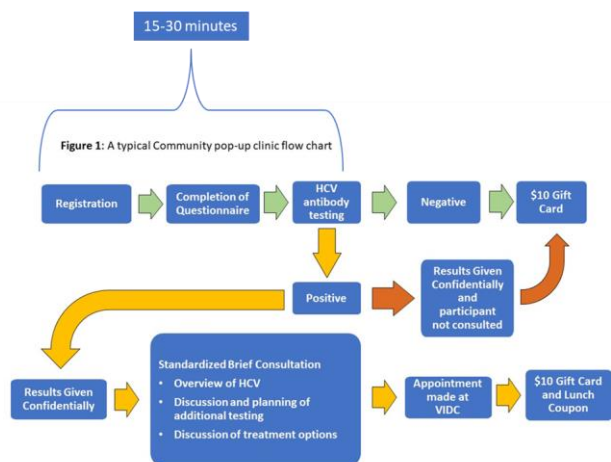 15-30 minutes
Figure 1: A typical Community pop-up clinic flow chart
Registration
Completion of
Questionnaire
HCV
antibody
testing
Negative
$10 Gift
Card
Positive
Results Given
Confidentially
and
participant
not consulted
Results Given
Confidentially
Standardized Brief Consultation
• Overview of HCV
• Discussion and planning of
additional testing
• Discussion of treatment options
Appointment
made at
VIDC
$10 Gift Card
and Lunch
Coupon